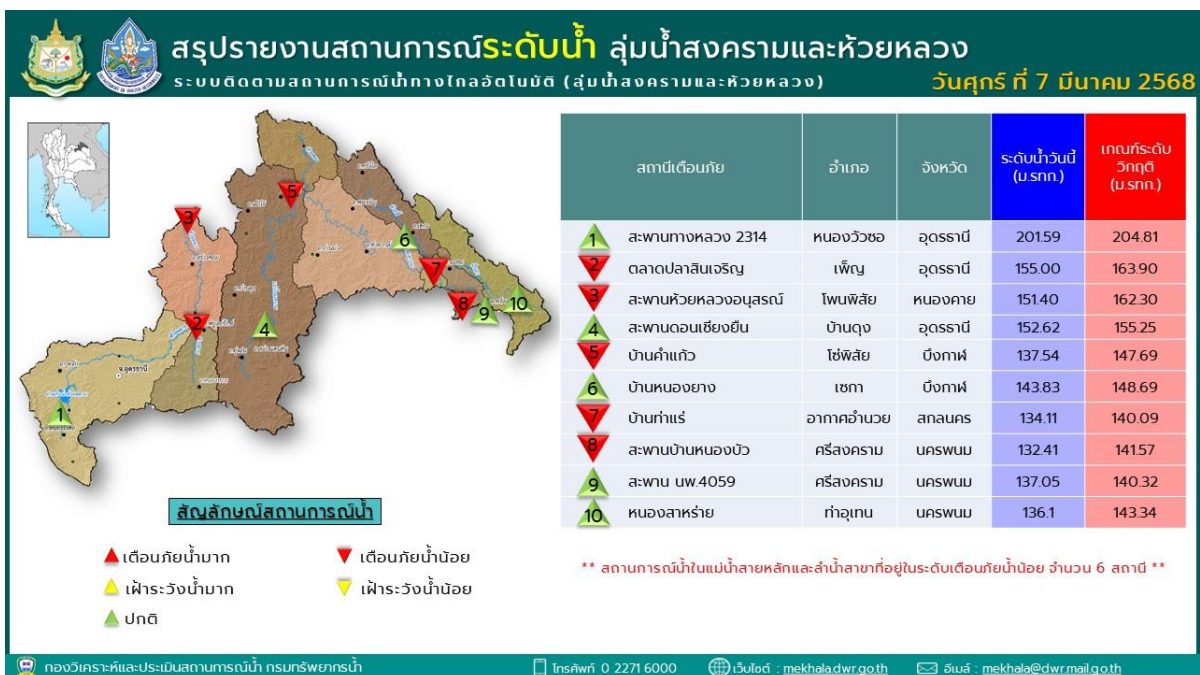 สรุปรายงานสถานการณ์ระดับน้ำ ลุ่มน้ำสงครามและห้วยหลวง
ระบบติดตามสถานการณ์น้ำทางไกลอัตโนมัติ (ลุ่มน้ำสงครามและห้วยหลวง)
วันศุกร์ ที่ 7 มีนาคม 2568
3
5
6
7
2
4
8
9
10
จ.อุดรธานี
1
สถานีเตือนภัย อำเภอ จังหวัด ระดับน้ำวันนี้ (ม.รทก.) เกณฑ์ระดับวิกฤติ (ม.รทก.)
1 สะพานทางหลวง 2314 หนองวัวซอ อุดรธานี 201.59 204.81
2 ตลาดปลาสินเจริญ เพ็ญ อุดรธานี 155.00 163.90
3 สะพานห้วยหลวงอนุสรณ์ โพนพิสัย หนองคาย 151.40 162.30
4 สะพานดอนเชียงยืน บ้านดุง อุดรธานี 152.62 155.25
5 บ้านคำแก้ว โซ่พิสัย บึงกาฬ 137.54 147.69
6 บ้านหนองยาง เซกา บึงกาฬ 143.83 148.69
7 บ้านท่าแร่ อากาศอำนวย สกลนคร 134.11 140.09
8 สะพานบ้านหนองบัว ศรีสงคราม นครพนม 132.41 141.57
9 สะพาน นพ.4059 ศรีสงคราม นครพนม 137.05 140.32
10 หนองสาหร่าย ท่าอุเทน นครพนม 136.1 143.34
สัญลักษณ์สถานการณ์น้ำ
เตือนภัยน้ำมาก เตือนภัยน้ำน้อย
เฝ้าระวังน้ำมาก เฝ้าระวังน้ำน้อย
ปกติ
** สถานการณ์น้ำในแม่น้ำสายหลักและลำน้ำสาขาที่อยู่ในระดับเตือนภัยน้ำน้อย จำนวน 6 สถานี **
กองวิเคราะห์และประเมินสถานการณ์น้ำ กรมทรัพยากรน้ำ โทรศัพท์ 0 2271 6000 เว็บไซต์ : mekhala.dwr.go.th อีเมล์ : mekhala@dwr.mail.go.th